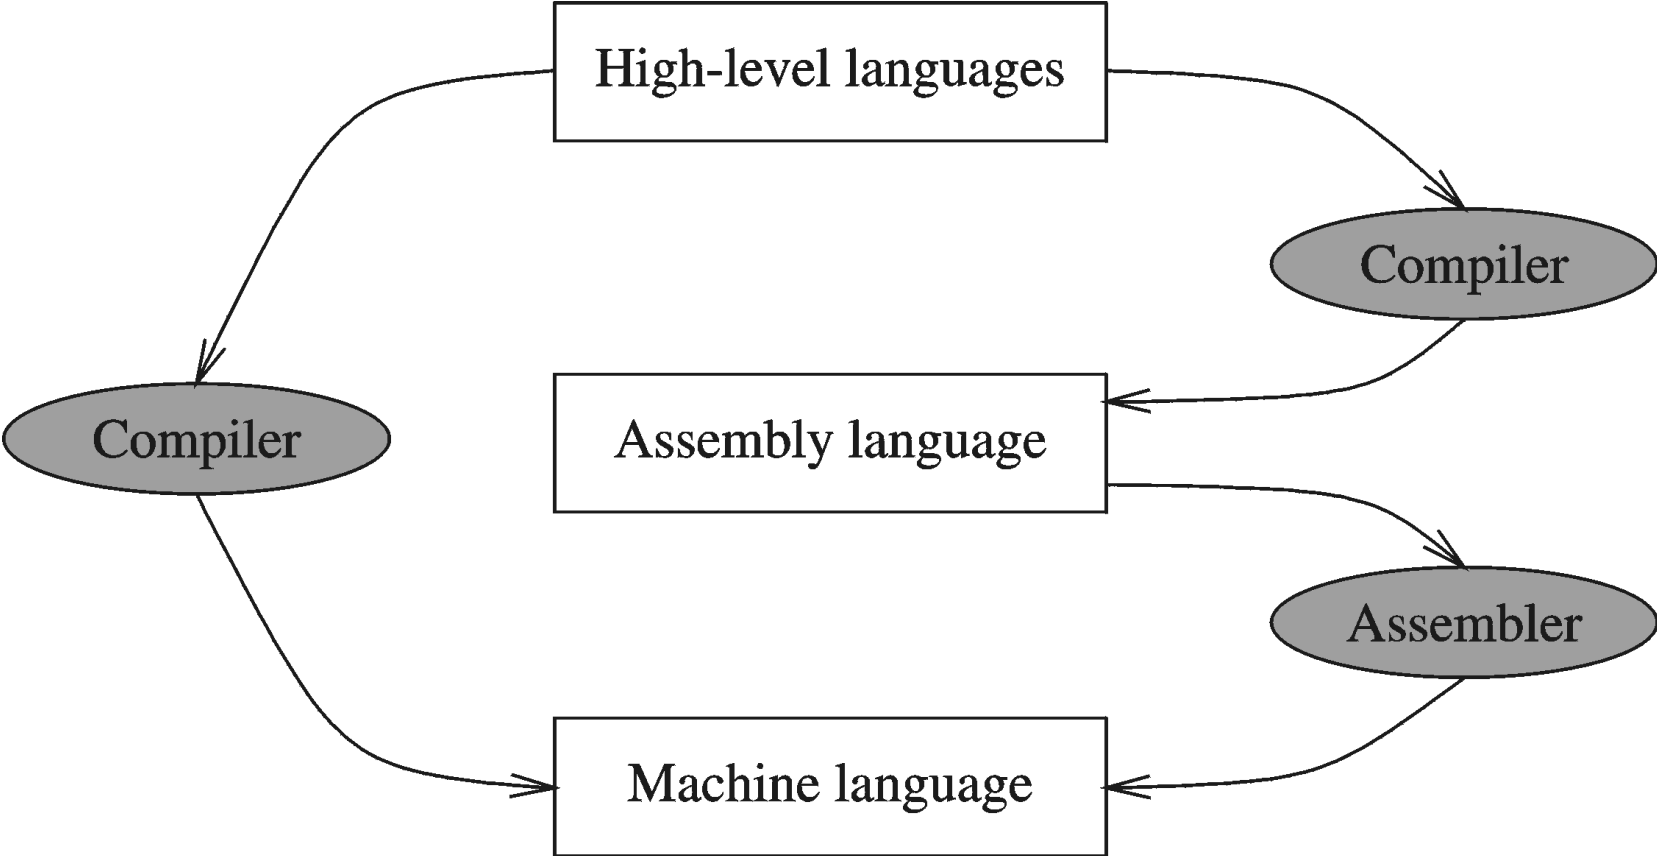 High-level languages
Compiler
Compiler
Assembly language
Assembler
Machine language